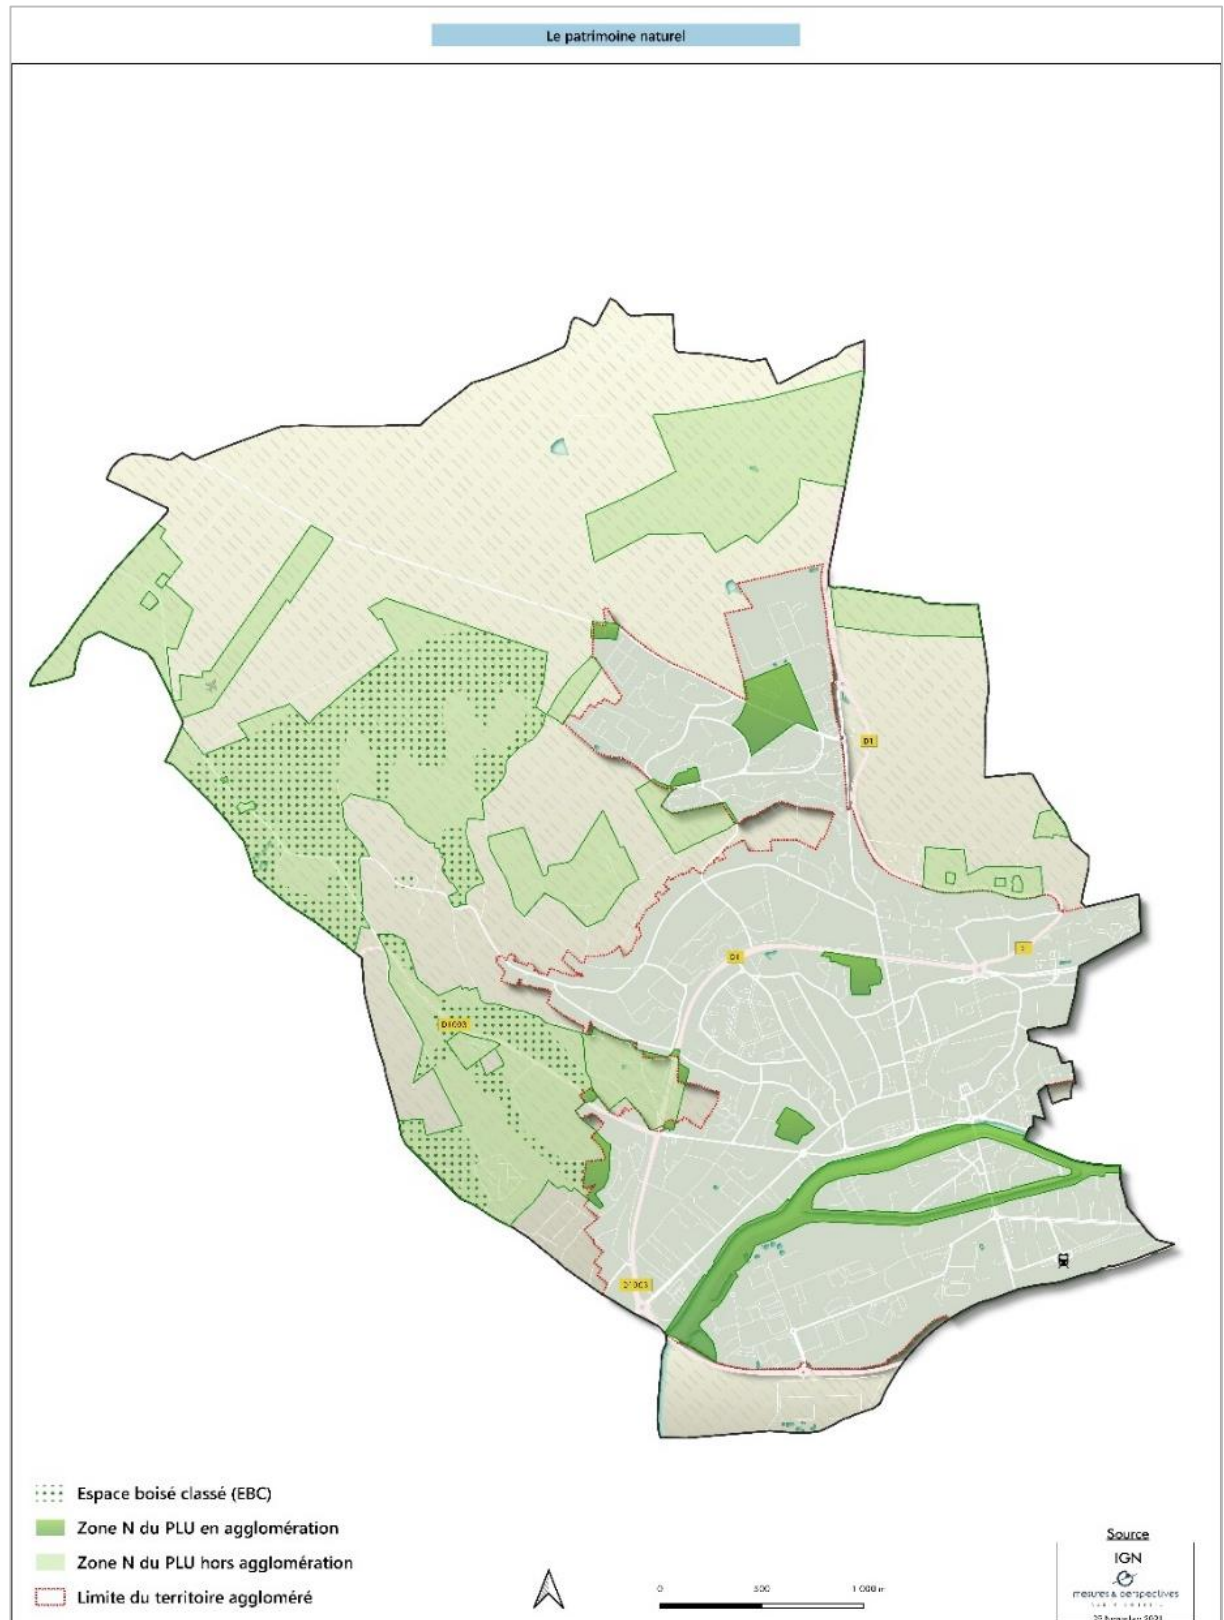 Le patrimoine naturel
D1
D1
D1003
D1003
Espace boisé classé (EBC)
Zone N du PLU en agglomération
Zone N du PLU hors agglomération
Limite du territoire aggloméré
0 500 1 000 m
Source
IGN
mesures & perspectives